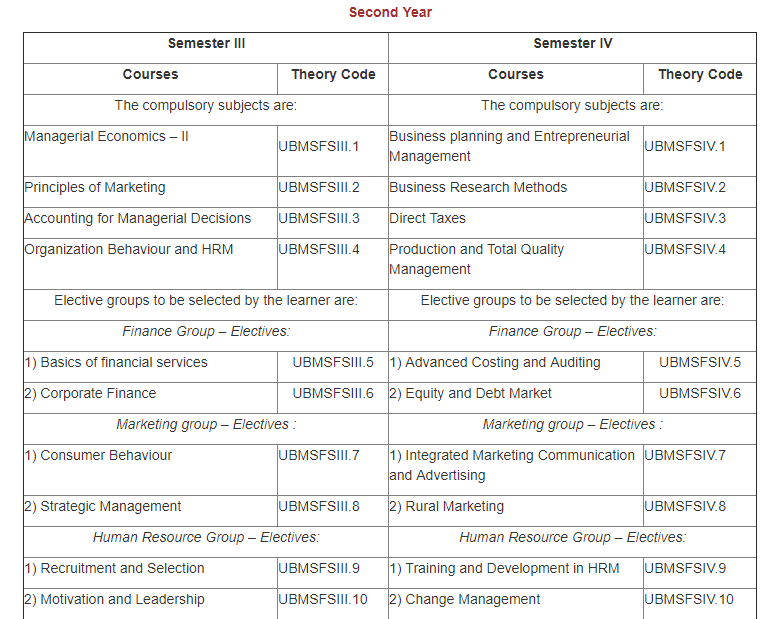 Second Year
Semester III Semester IV
Courses Theory Code Courses Theory Code
The compulsory subjects are: The compulsory subjects are:
Managerial Economics – II UBMSFSIII.1 Business planning and Entrepreneurial Management UBMSFSIV.1
Principles of Marketing UBMSFSIII.2 Business Research Methods UBMSFSIV.2
Accounting for Managerial Decisions UBMSFSIII.3 Direct Taxes UBMSFSIV.3
Organization Behaviour and HRM UBMSFSIII.4 Production and Total Quality Management UBMSFSIV.4
Elective groups to be selected by the learner are: Elective groups to be selected by the learner are:
Finance Group – Electives: Finance Group – Electives:
1) Basics of financial services UBMSFSIII.5 1) Advanced Costing and Auditing UBMSFSIV.5
2) Corporate Finance UBMSFSIII.6 2) Equity and Debt Market UBMSFSIV.6
Marketing group – Electives : Marketing group – Electives :
1) Consumer Behaviour UBMSFSIII.7 1) Integrated Marketing Communication and Advertising UBMSFSIV.7
2) Strategic Management UBMSFSIII.8 2) Rural Marketing UBMSFSIV.8
Human Resource Group – Electives: Human Resource Group – Electives:
1) Recruitment and Selection UBMSFSIII.9 1) Training and Development in HRM UBMSFSIV.9
2) Motivation and Leadership UBMSFSIII.10 2) Change Management UBMSFSIV.10